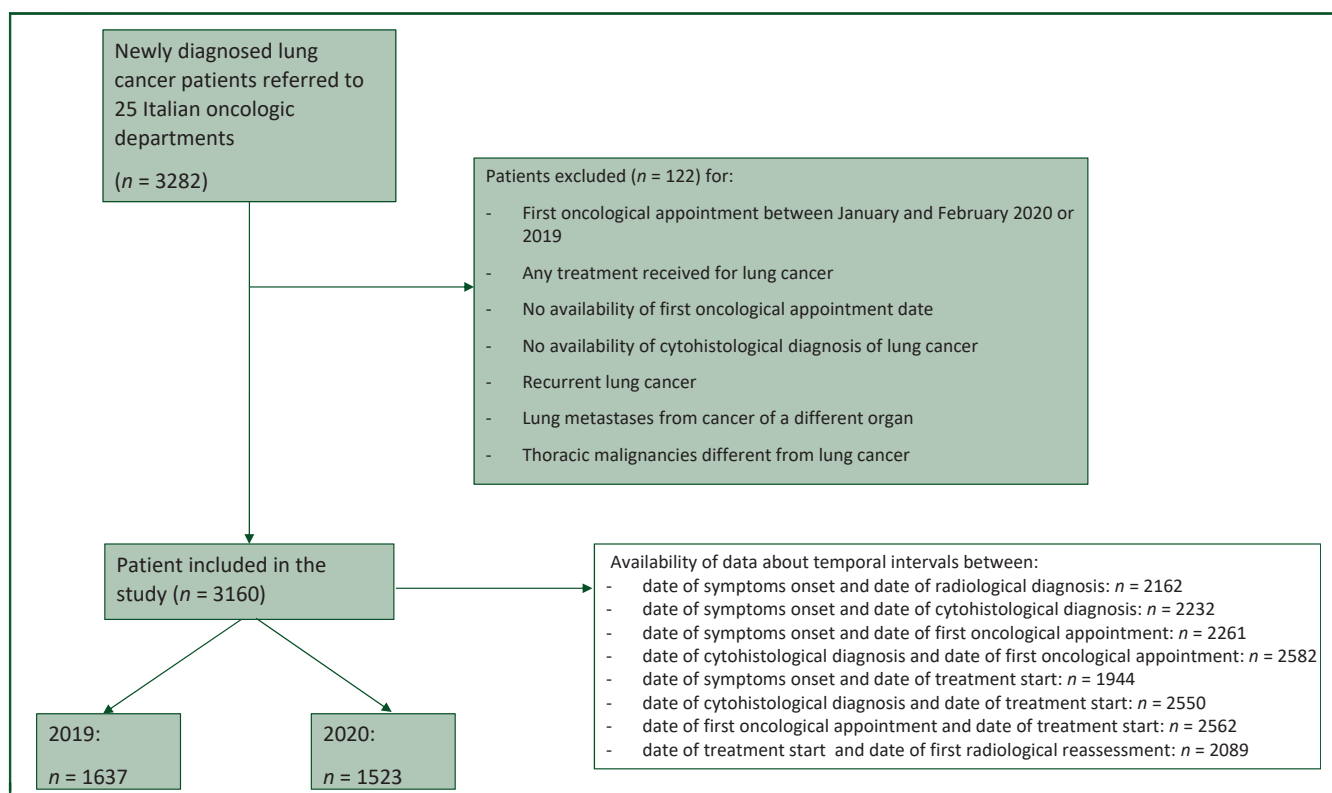 Newly diagnosed lung
cancer patients referred to
25 Italian oncologic
departments
(n = 3282)
Patients excluded (n = 122) for:
- First oncological appointment between January and February 2020 or
2019
- Any treatment received for lung cancer
- No availability of first oncological appointment date
- No availability of cytohistological diagnosis of lung cancer
- Recurrent lung cancer
- Lung metastases from cancer of a different organ
- Thoracic malignancies different from lung cancer
Patient included in the
study (n = 3160)
Availability of data about temporal intervals between:
- date of symptoms onset and date of radiological diagnosis: n = 2162
- date of symptoms onset and date of cytohistological diagnosis: n = 2232
- date of symptoms onset and date of first oncological appointment: n = 2261
- date of cytohistological diagnosis and date of first oncological appointment: n = 2582
- date of symptoms onset and date of treatment start: n = 1944
- date of cytohistological diagnosis and date of treatment start: n = 2550
- date of first oncological appointment and date of treatment start: n = 2562
- date of treatment start and date of first radiological reassessment: n = 2089
2019:
n = 1637
2020:
n = 1523